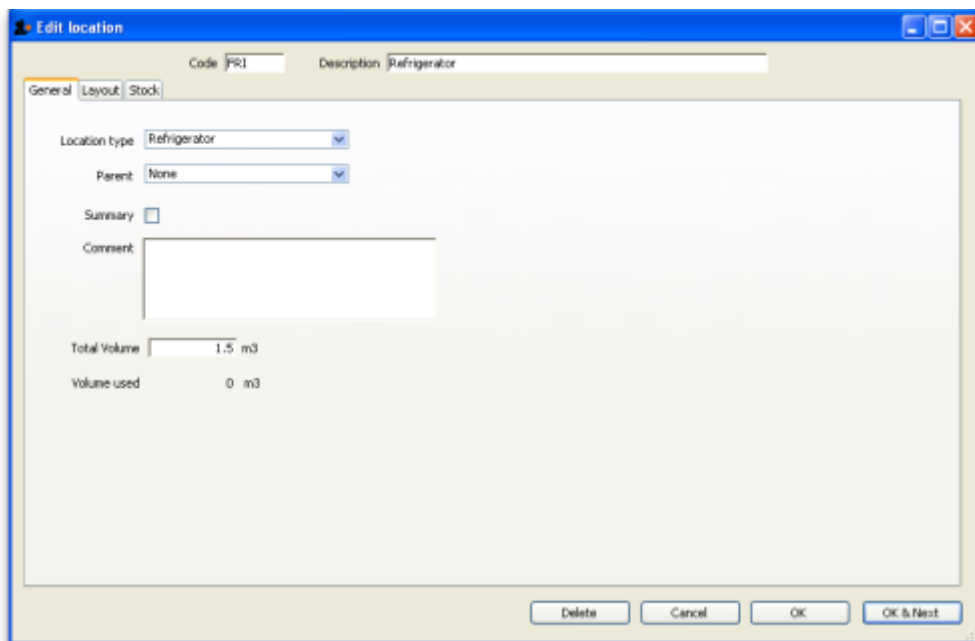 Edit location
Code FRI Description Refrigerator
General Layout Stock
Location type Refrigerator
Parent None
Summary
Comment
Total Volume 1.5 m3
Volume used 0 m3
Delete Cancel OK OK & Next